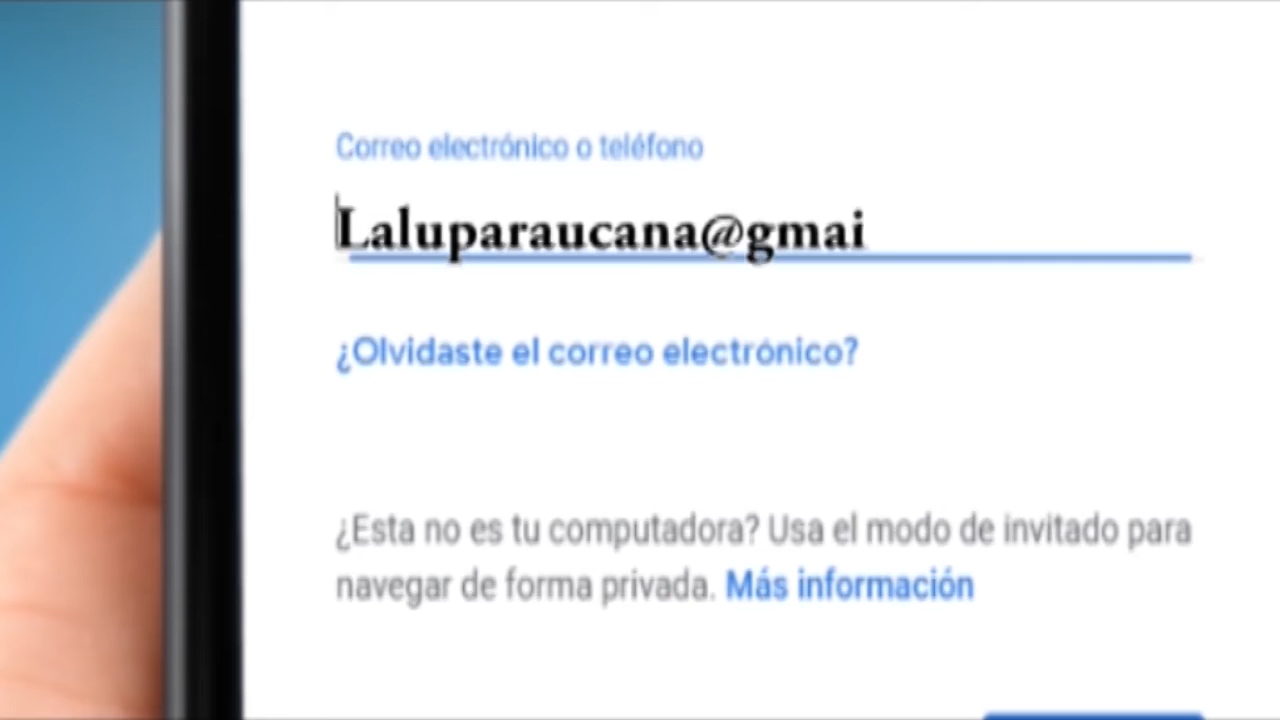 Correo electrónico o teléfono
Laluparaucana@gmai
¿Olvidaste el correo electrónico?
¿Esta no es tu computadora? Usa el modo de invitado para
navegar de forma privada. Más información